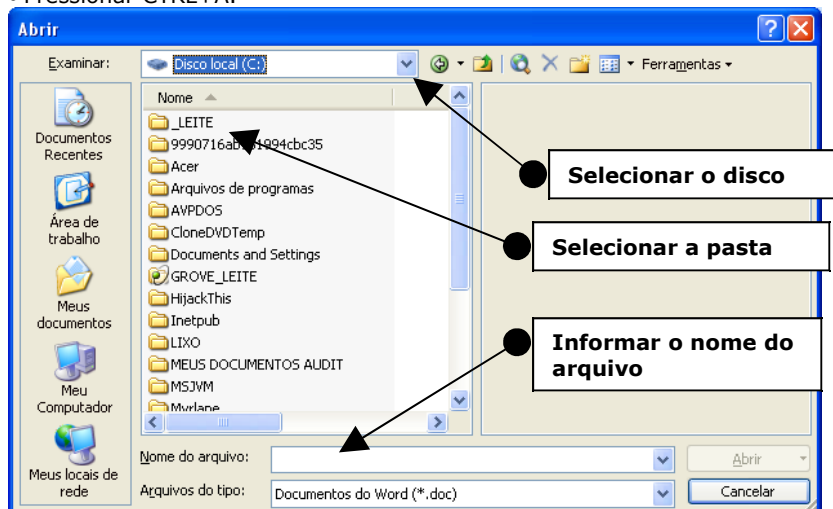 • Pressionar CTRL+A.
Abrir
Examinar:
Disco local (C:)
Ferramentas
Nome
_LEITE
Acer
Arquivos de programas
AVPDOS
CloneDVDTemp
Documents and Settings
GROVE_LEITE
HijackThis
Inetpub
LIXO
MEUS DOCUMENTOS AUDIT
MSJVM
Myrlane
Documentos
Recentes
Área de
trabalho
Meus
documentos
Meu
Computador
Meus locais de
rede
Selecionar o disco
Selecionar a pasta
Informar o nome do
arquivo
Nome do arquivo:
Abrir
Arquivos do tipo:
Documentos do Word (*.doc)
Cancelar